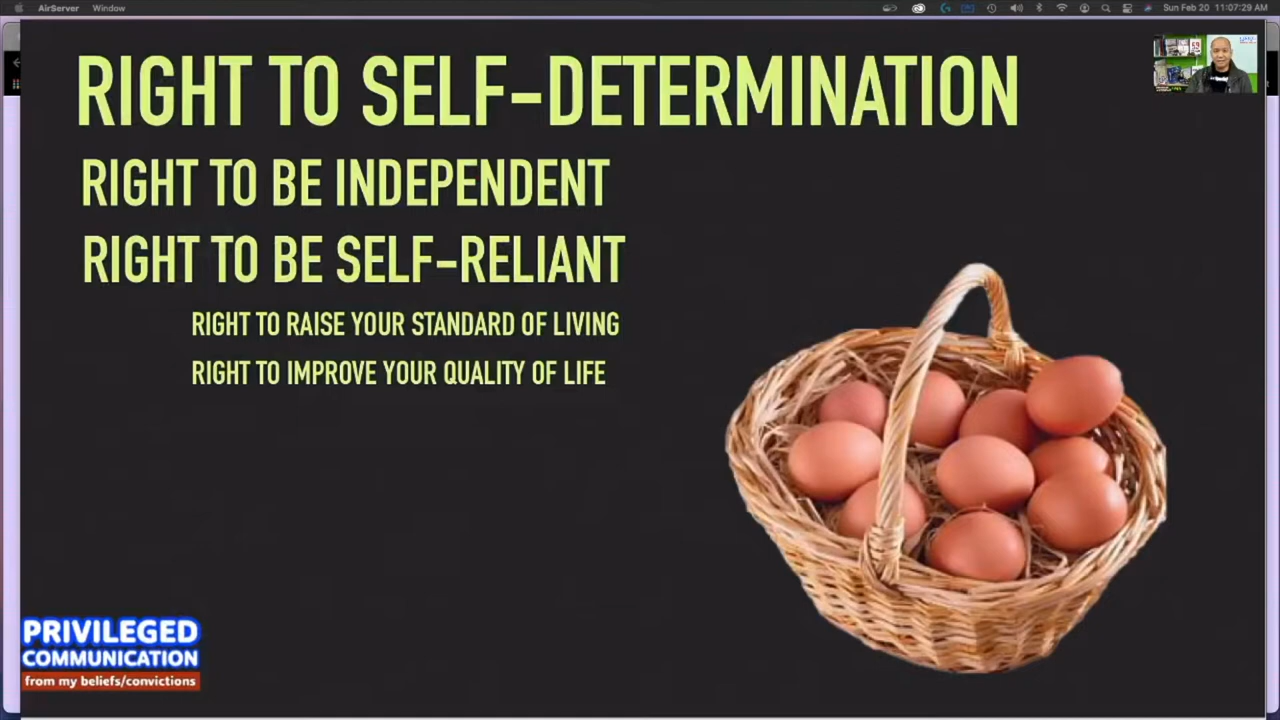 AirServer Window Sun Feb 20 11:07:29 AM
RIGHT TO SELF-DETERMINATION
RIGHT TO BE INDEPENDENT
RIGHT TO BE SELF-RELIANT
RIGHT TO RAISE YOUR STANDARD OF LIVING
RIGHT TO IMPROVE YOUR QUALITY OF LIFE
PRIVILEGED
COMMUNICATION
from my beliefs/convictions